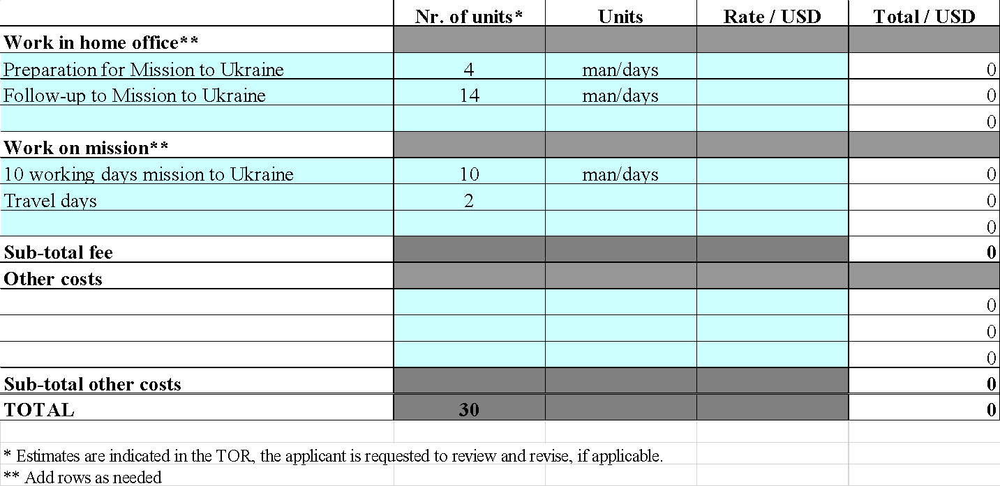 Nr. of units* Units Rate / USD Total / USD
Work in home office**
Preparation for Mission to Ukraine 4 man/days 0
Follow-up to Mission to Ukraine 14 man/days 0
0
Work on mission**
10 working days mission to Ukraine 10 man/days 0
Travel days 2 0
0
Sub-total fee 0
Other costs
0
0
0
Sub-total other costs 0
TOTAL 30 0
* Estimates are indicated in the TOR, the applicant is requested to review and revise, if applicable.
** Add rows as needed